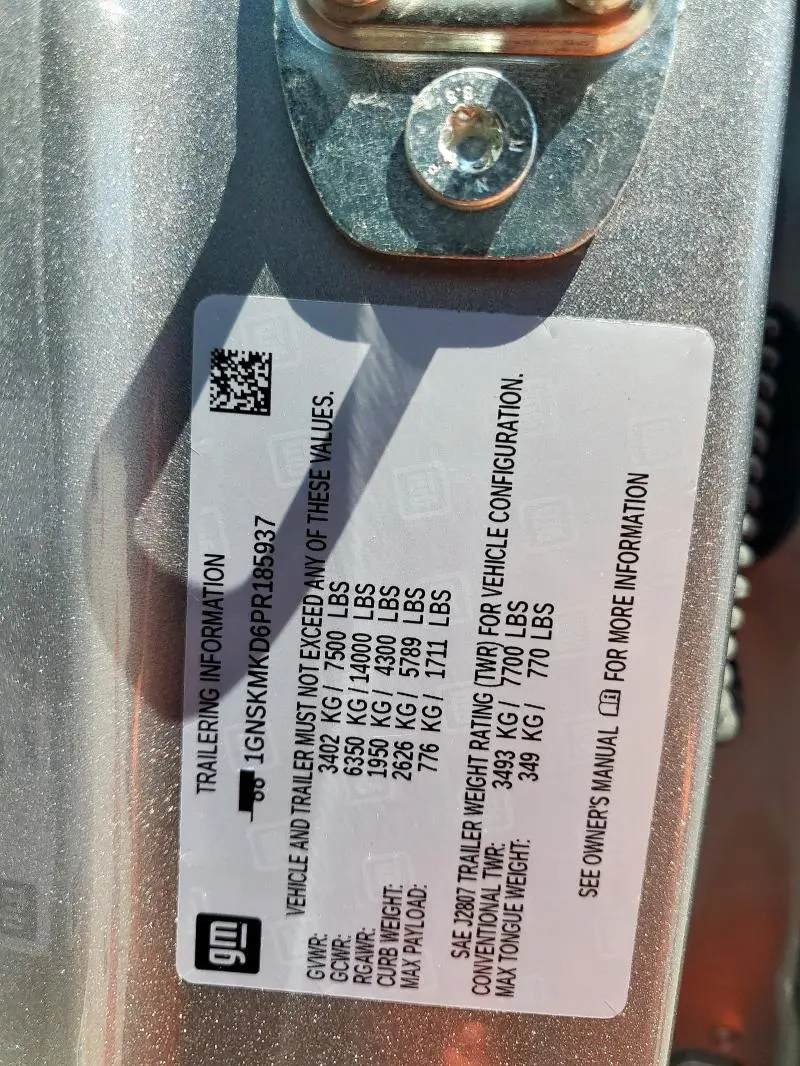 gm
TRAILERING INFORMATION
1GNSKMKD6PR185937
VEHICLE AND TRAILER MUST NOT EXCEED ANY OF THESE VALUES.
GVWR: 3402 KG/ 7500 LBS
GCWR: 6350 KG/14000 LBS
RGAWR: 1950 KG/ 4300 LBS
CURB WEIGHT: 2626 KG/ 5789 LBS
MAX PAYLOAD: 776 KG/ 1711 LBS
SAE J2807 TRAILER WEIGHT RATING (TWR) FOR VEHICLE CONFIGURATION.
CONVENTIONAL TWR: 3493 KG/ 7700 LBS
MAX TONGUE WEIGHT: 349 KG/ 770 LBS
SEE OWNER'S MANUAL FOR MORE INFORMATION